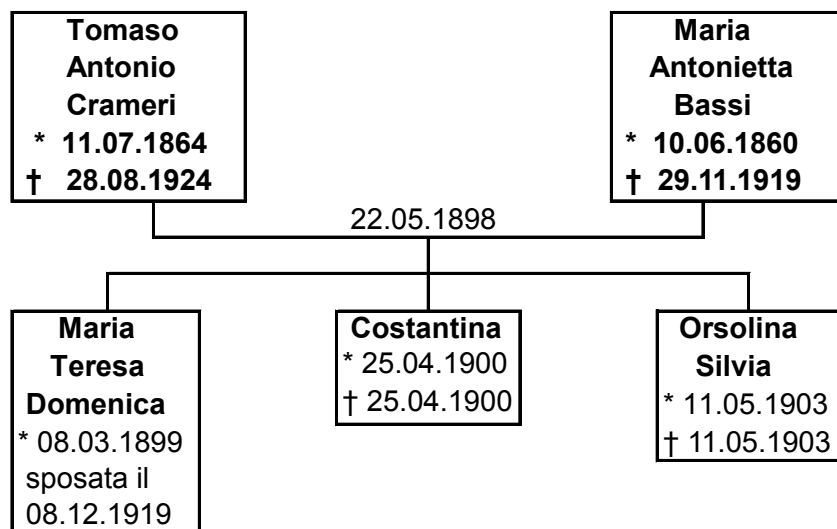 Tomaso
Antonio
Crameri
* 11.07.1864
† 28.08.1924
Maria
Antonietta
Bassi
* 10.06.1860
† 29.11.1919
22.05.1898
Maria
Teresa
Domenica
* 08.03.1899
sposata il
08.12.1919
Costantina
* 25.04.1900
† 25.04.1900
Orsolina
Silvia
* 11.05.1903
† 11.05.1903